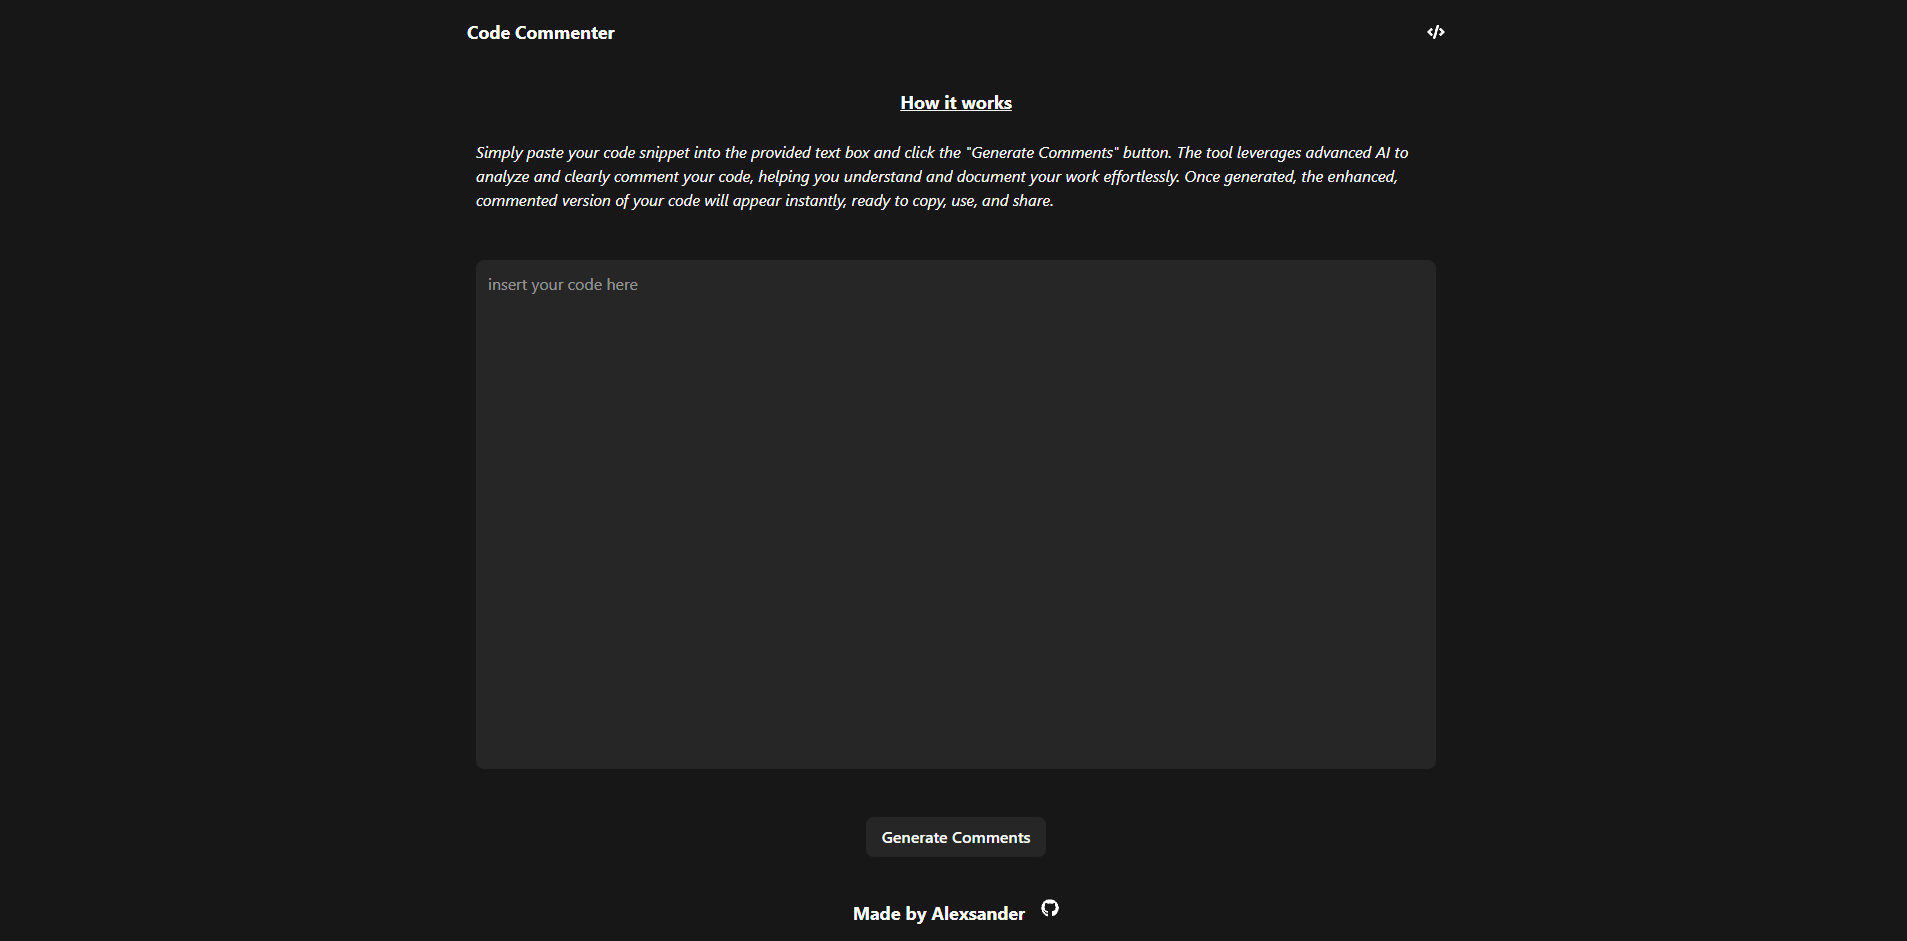 Code Commenter
How it works
Simply paste your code snippet into the provided text box and click the "Generate Comments" button. The tool leverages advanced AI to
analyze and clearly comment your code, helping you understand and document your work effortlessly. Once generated, the enhanced,
commented version of your code will appear instantly, ready to copy, use, and share.
insert your code here
Generate Comments
Made by Alexsander